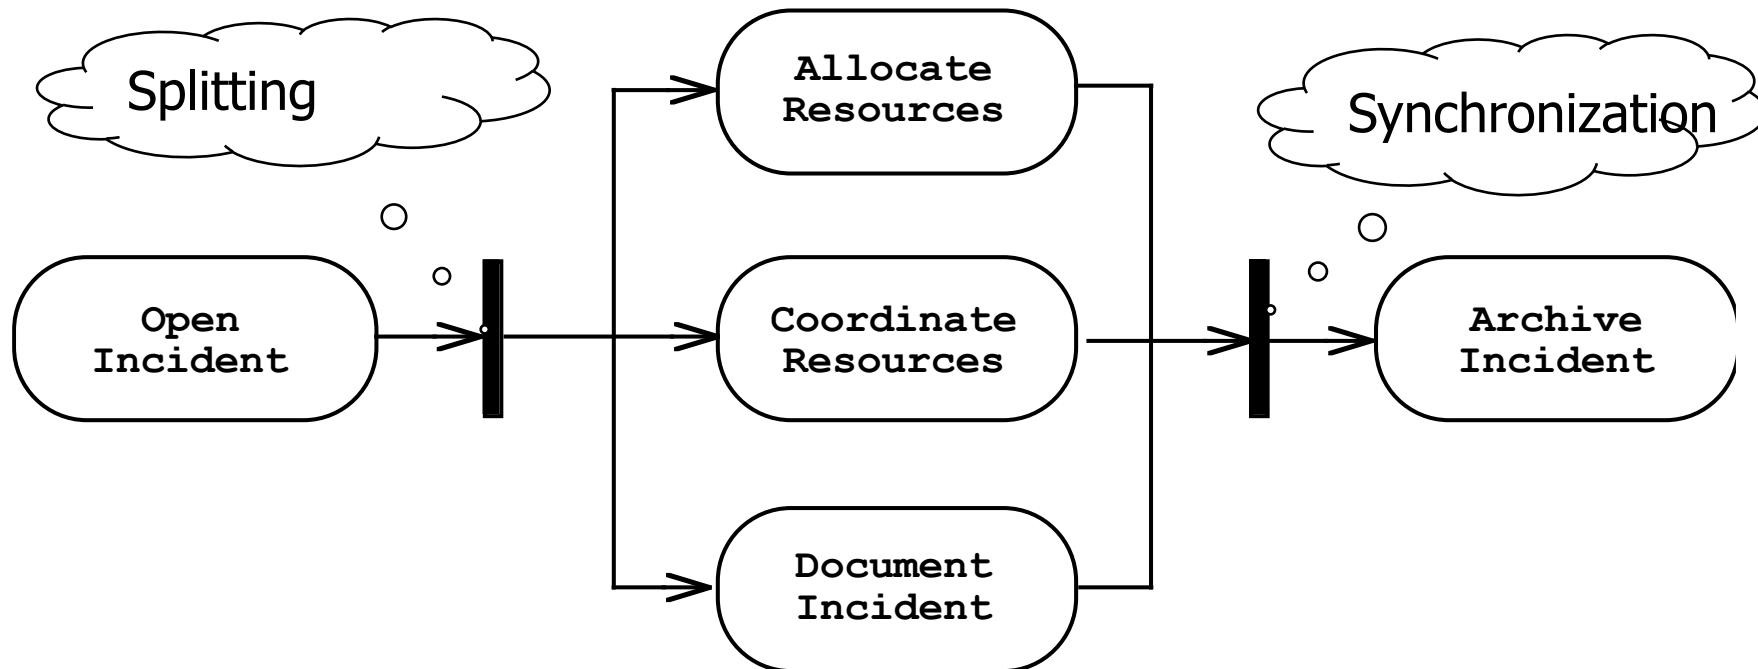 Splitting
Synchronization
Allocate
Resources
Open
Incident
Coordinate
Resources
Archive
Incident
Document
Incident